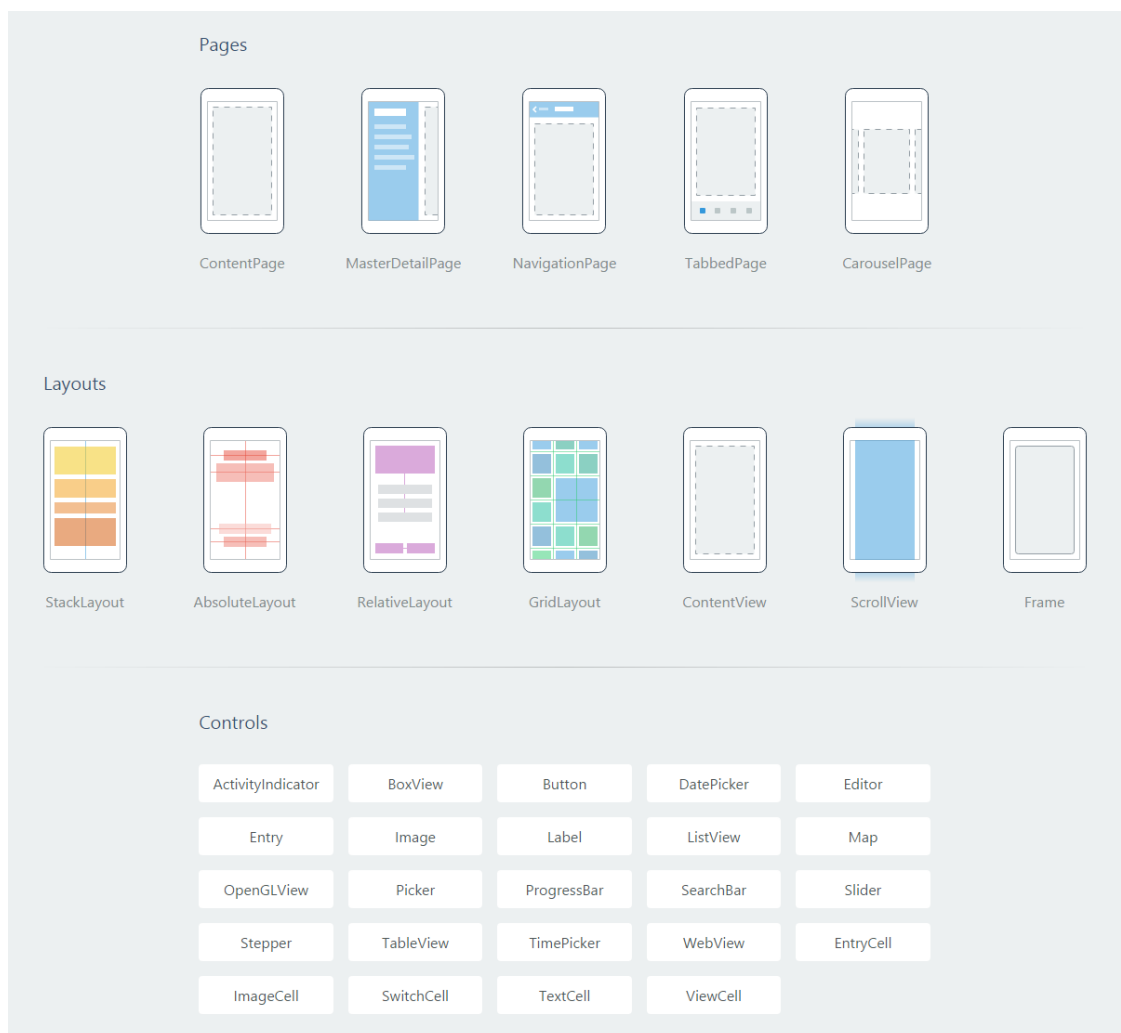 Pages
ContentPage MasterDetailPage NavigationPage TabbedPage CarouselPage
Layouts
StackLayout AbsoluteLayout RelativeLayout GridLayout ContentView ScrollView Frame
Controls
ActivityIndicator BoxView Button DatePicker Editor
Entry Image Label ListView Map
OpenGLView Picker ProgressBar SearchBar Slider
Stepper TableView TimePicker WebView EntryCell
ImageCell SwitchCell TextCell ViewCell